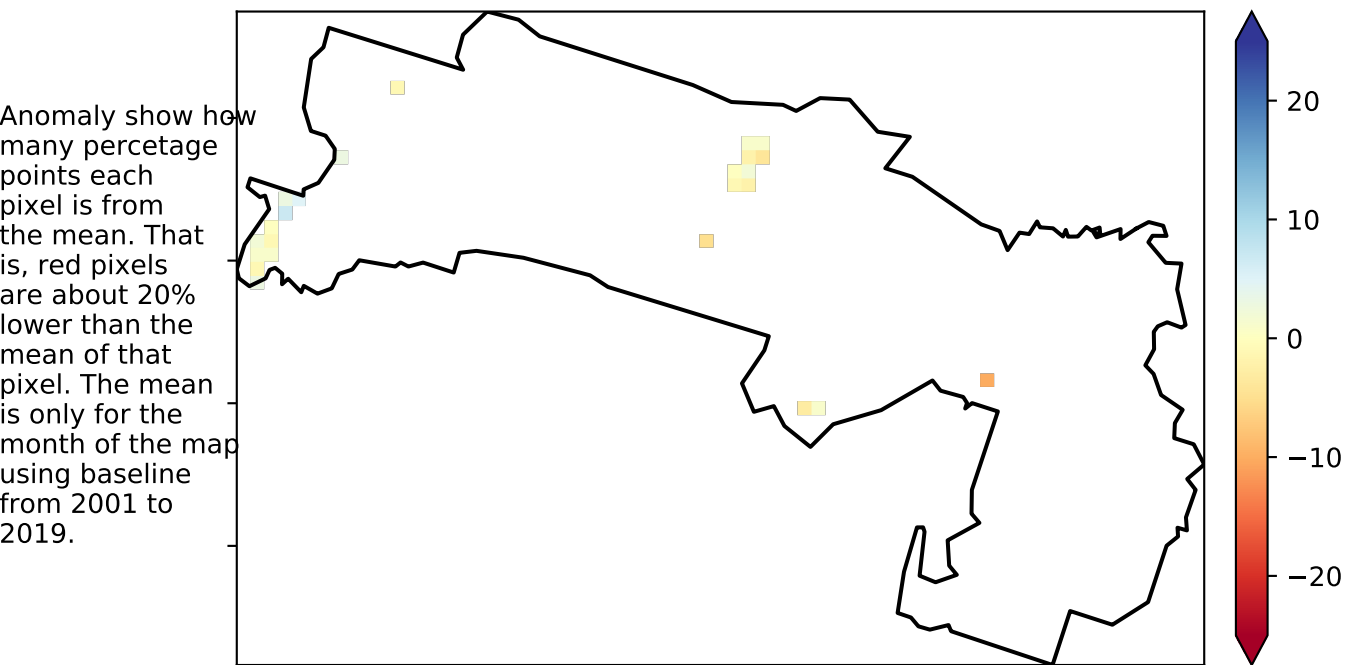 Anomaly show how
many percetage
points each
pixel is from
the mean. That
is, red pixels
are about 20%
lower than the
mean of that
pixel. The mean
is only for the
month of the map
using baseline
from 2001 to
2019.
20
10
0
−10
−20